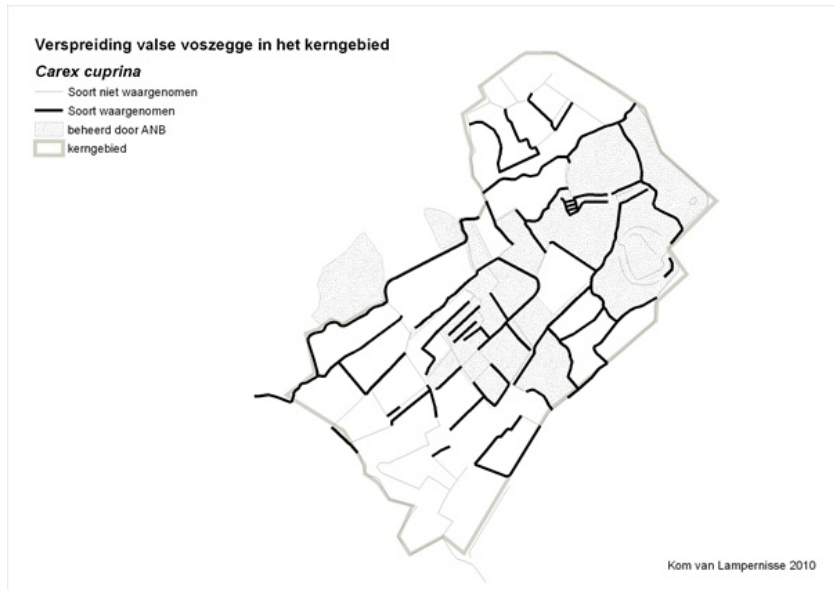 Verspreiding valse voszegge in het kerngebied
Carex cuprina
Soort niet waargenomen
Soort waargenomen
beheerd door ANB
kerngebied
Kom van Lampernisse 2010